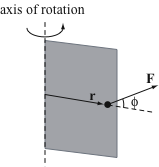 axis of rotation
F
r
ϕ